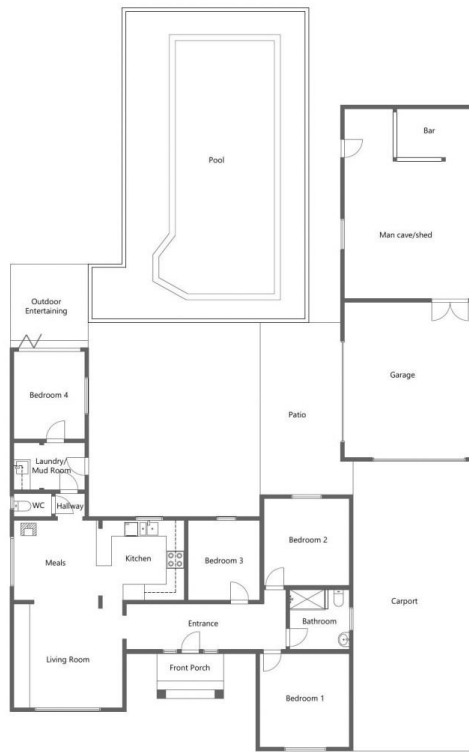 Bar
Pool
Man cave/shed
Outdoor
Entertaining
Garage
Bedroom 4
Patio
Laundry/
Mud Room
WC
Hallway
Meals
Kitchen
Bedroom 3
Bedroom 2
Carport
Entrance
Bathroom
Living Room
Front Porch
Bedroom 1